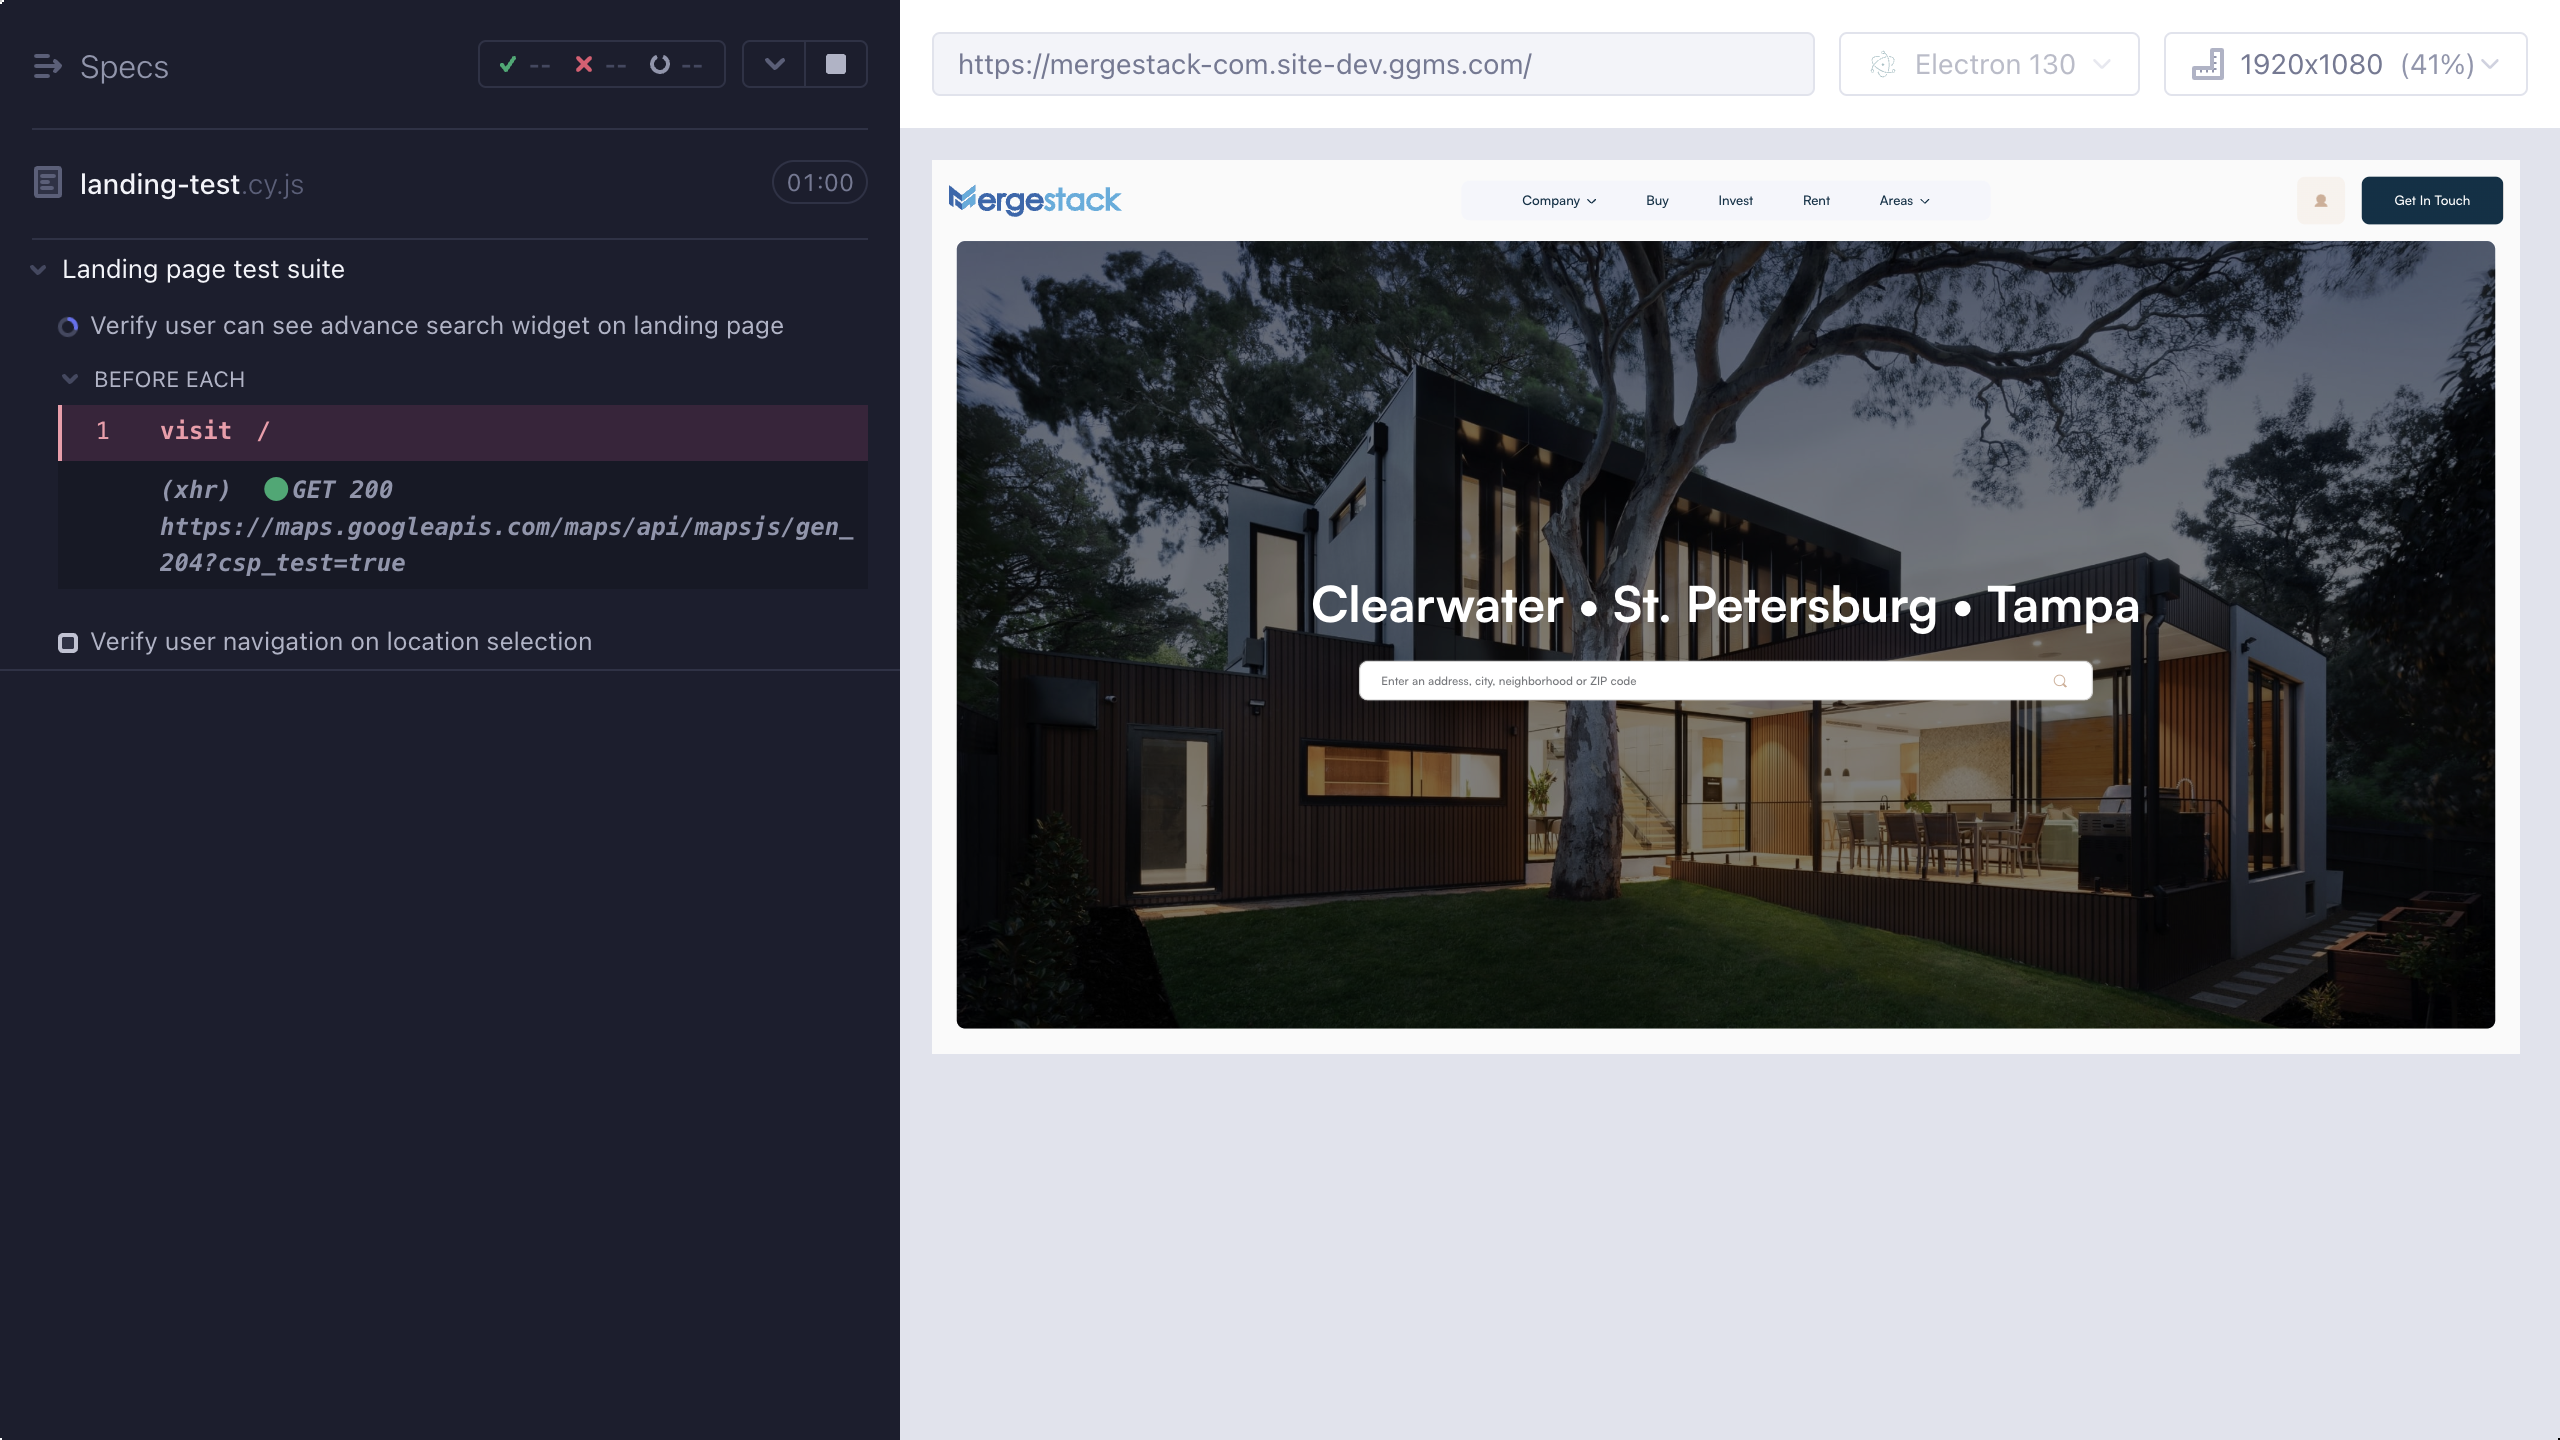 Specs
--
--
--
landing-test.cy.js
01:00
Landing page test suite
Verify user can see advance search widget on landing page
BEFORE EACH
1 visit /
(xhr) GET 200
https://maps.googleapis.com/maps/api/mapsjs/gen_
204?csp_test=true
Verify user navigation on location selection
https://mergestack-com.site-dev.ggms.com/
Electron 130
1920x1080 (41%)
Mergestack
Company
Buy
Invest
Rent
Areas
Get In Touch
Clearwater • St. Petersburg • Tampa
Enter an address, city, neighborhood or ZIP code